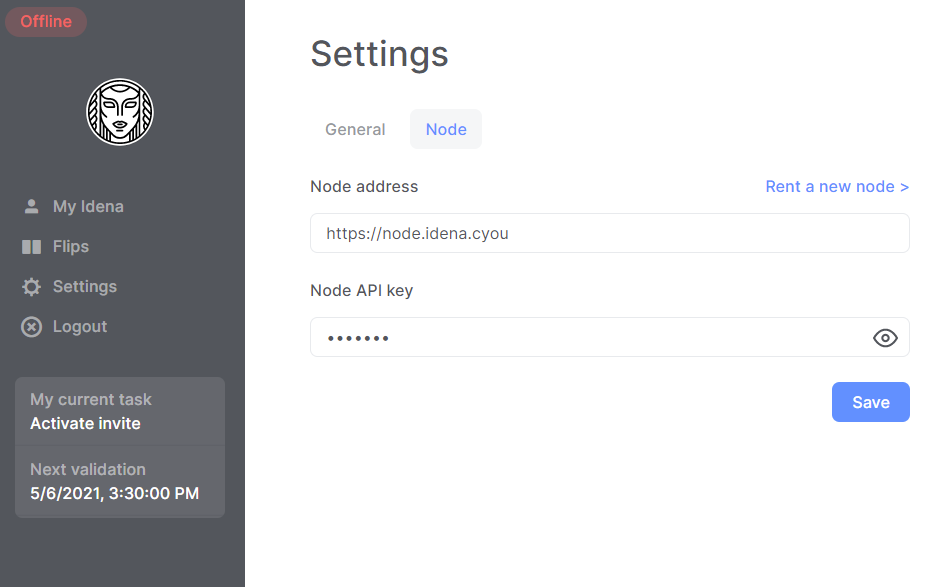 Offline
My Idena
Flips
Settings
Logout
My current task
Activate invite
Next validation
5/6/2021, 3:30:00 PM
Settings
General
Node
Node address
Rent a new node >
https://node.idena.cyou
Node API key
•••••••
Save